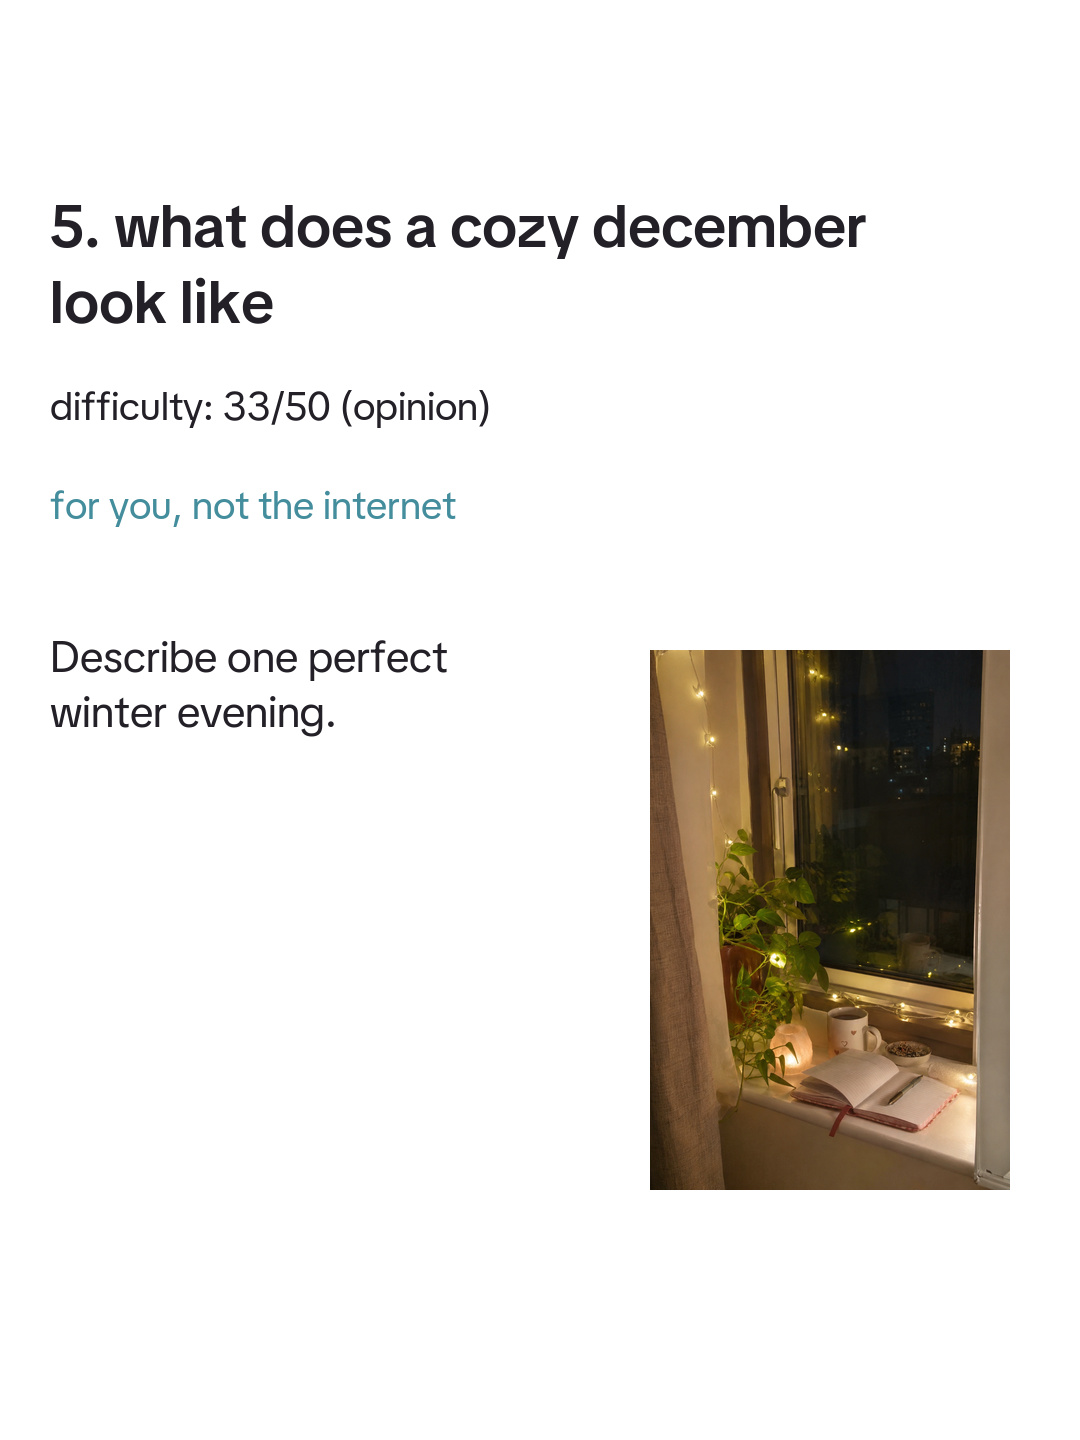 5. what does a cozy december
look like
difficulty: 33/50 (opinion)
for you, not the internet
Describe one perfect
winter evening.